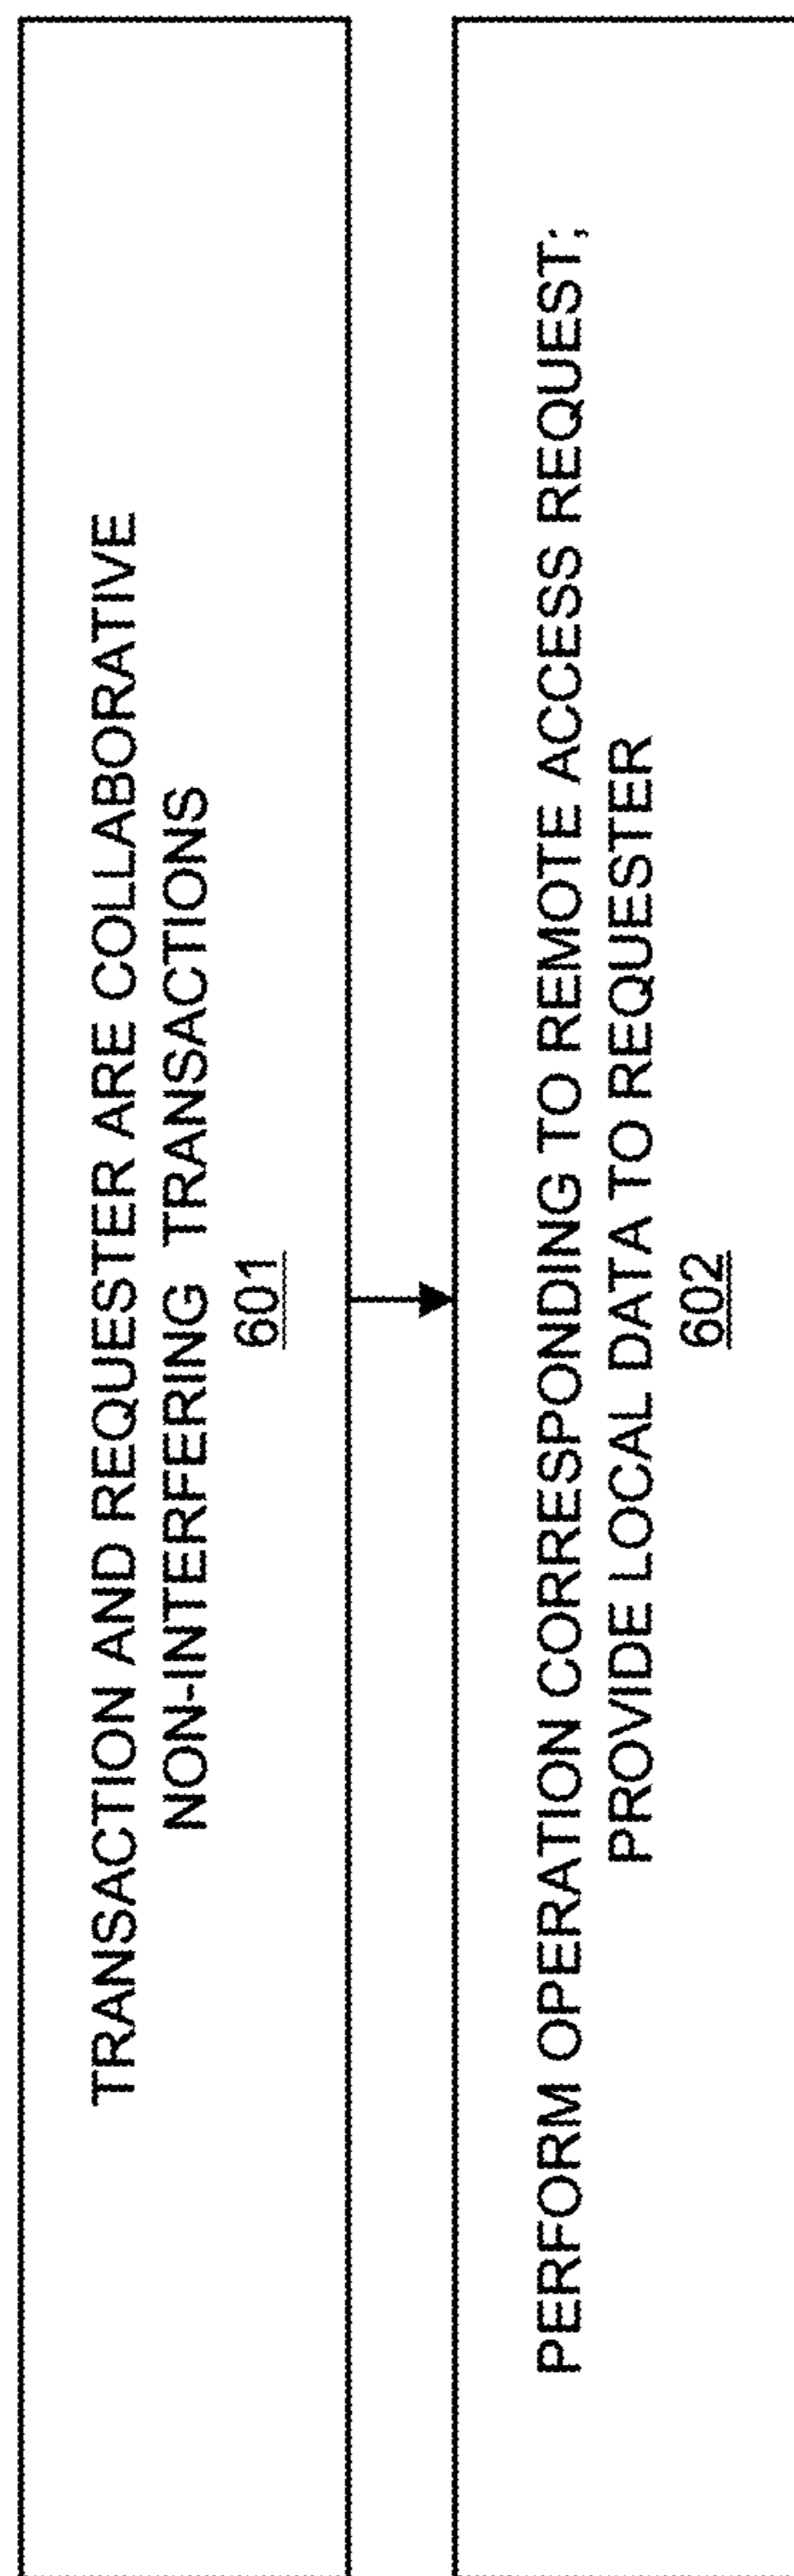 TRANSACTION AND REQUESTER ARE COLLABORATIVE
NON-INTERFERING TRANSACTIONS
601
PERFORM OPERATION CORRESPONDING TO REMOTE ACCESS REQUEST;
PROVIDE LOCAL DATA TO REQUESTER
602